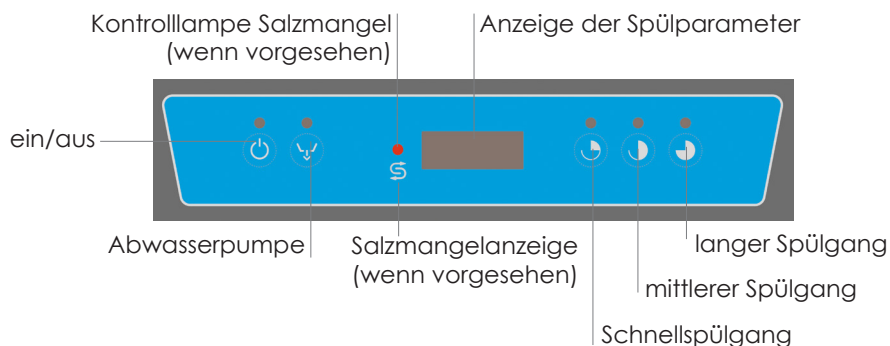 Kontrolllampe Salzmangel
(wenn vorgesehen)
Anzeige der Spülparameter
ein/aus
Abwasserpumpe
Salzmangelanzeige
(wenn vorgesehen)
langer Spülgang
mittlerer Spülgang
Schnellspülgang